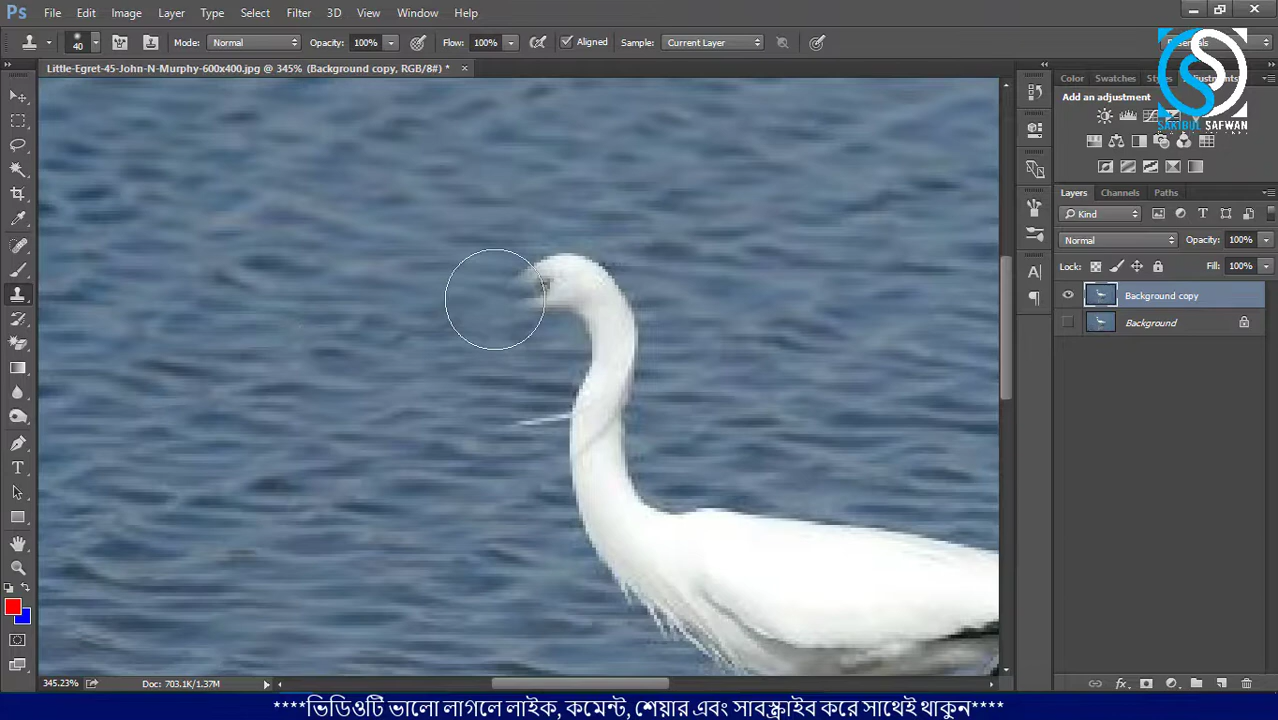 Ps File Edit Image Layer Type Select Filter 3D View Window Help
40 Mode: Normal Opacity: 100% Flow: 100% Aligned Sample: Current Layer
Little-Egret-45-John-N-Murphy-600x400.jpg @ 345% (Background copy, RGB/8#) *
Color Swatches
Add an adjustment
SAKIBUL SAFWAN
Layers Channels Paths
Kind
Normal Opacity: 100%
Lock: Fill: 100%
Background copy
Background
345.23% Doc: 703.1K/1.37M
****ভিডিওটি ভালো লাগলে লাইক, কমেন্ট, শেয়ার এবং সাবস্ক্রাইব করে সাথেই থাকুন****